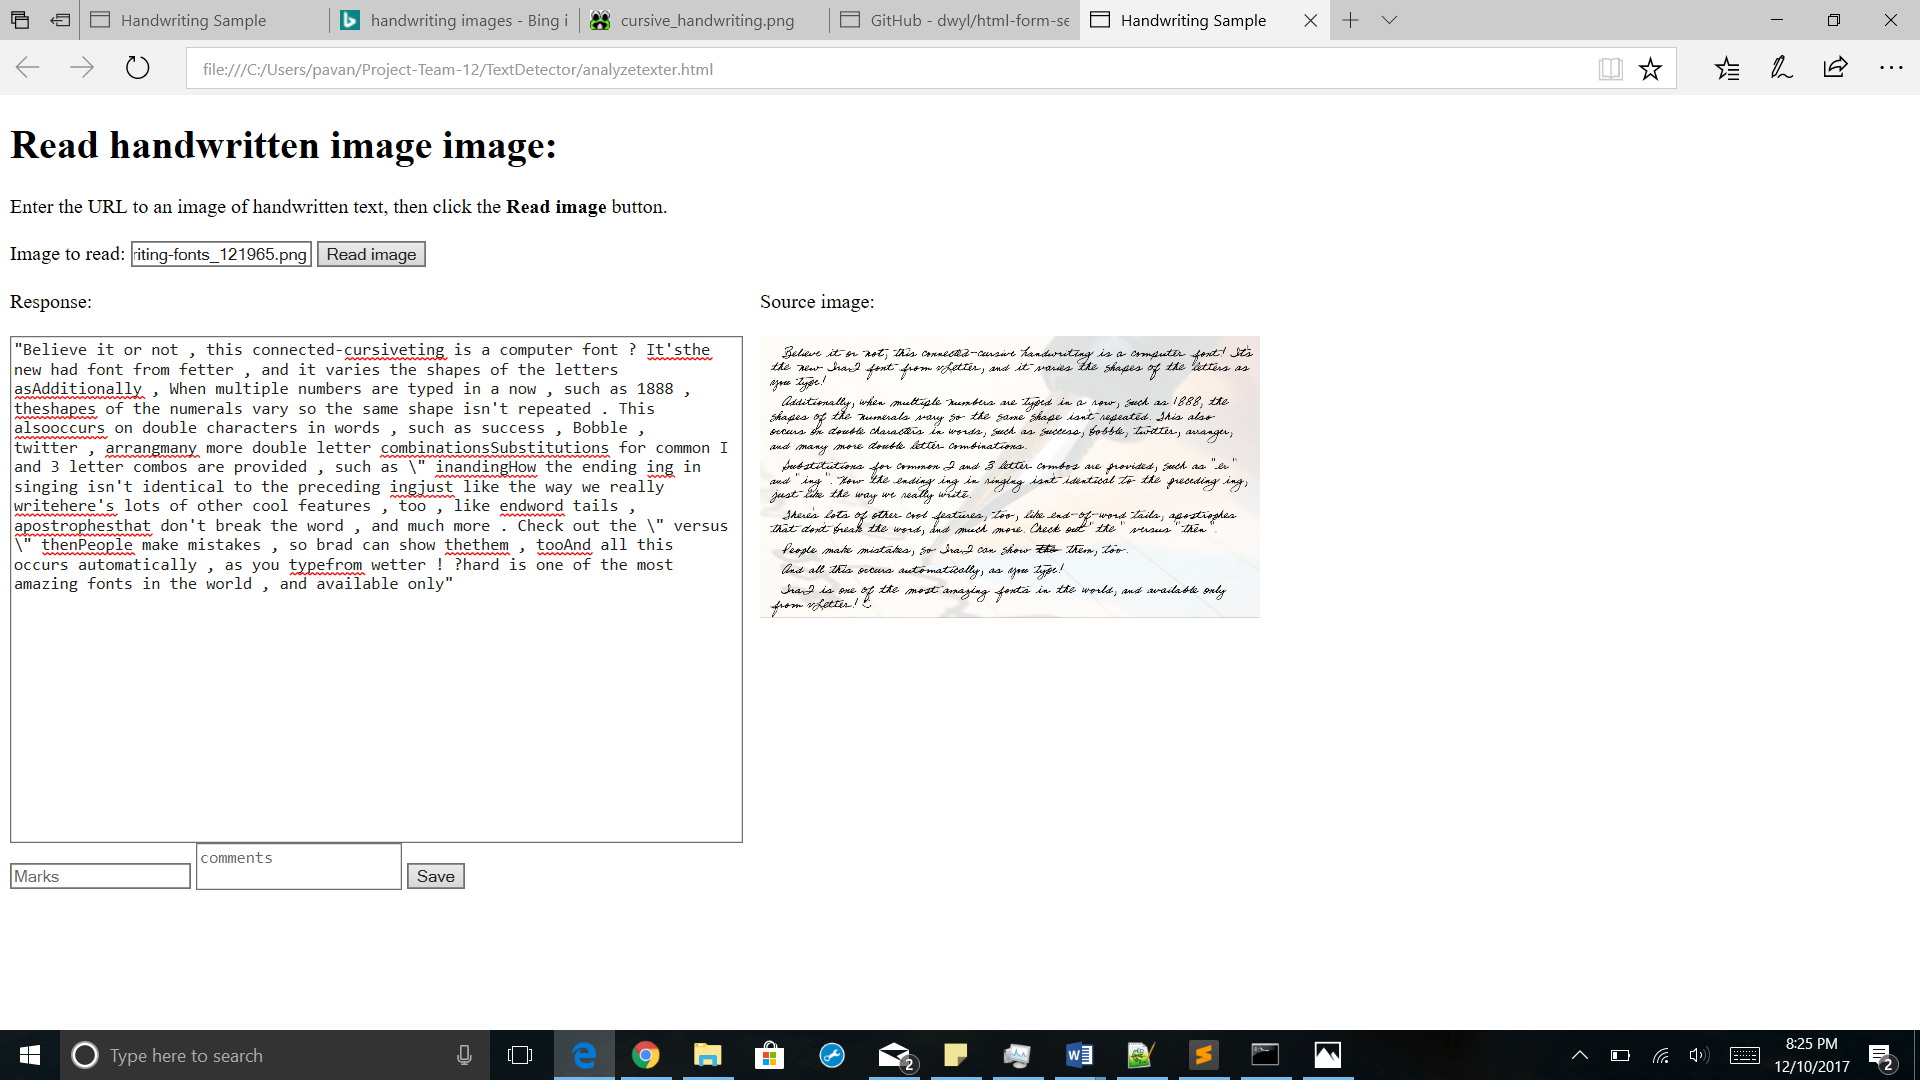 Handwriting Sample
handwriting images - Bing i
cursive_handwriting.png
GitHub - dwyl/html-form-se
Handwriting Sample
file:///C:/Users/pavan/Project-Team-12/TextDetector/analyzetexter.html
Read handwritten image image:
Enter the URL to an image of handwritten text, then click the Read image button.
Image to read: riting-fonts_121965.png Read image
Response:
"Believe it or not , this connected-cursiveting is a computer font ? It'sthe
new had font from fetter , and it varies the shapes of the letters
asAdditionally , When multiple numbers are typed in a now , such as 1888 ,
theshapes of the numerals vary so the same shape isn't repeated . This
alsooccurs on double characters in words , such as success , Bobble ,
twitter , arrangmany more double letter combinationsSubstitutions for common I
and 3 letter combos are provided , such as \" inandingHow the ending ing in
singing isn't identical to the preceding ingjust like the way we really
writehere's lots of other cool features , too , like endword tails ,
apostrophesthat don't break the word , and much more . Check out the \" versus
\" thenPeople make mistakes , so brad can show thethem , tooAnd all this
occurs automatically , as you typefrom wetter ! ?hard is one of the most
amazing fonts in the world , and available only"
Marks
comments
Save
Source image:
Believe it or not, this connected-cursive handwriting is a computer font! It's
the new IraD font from vLetter, and it varies the shapes of the letters as
you type!
Additionally, when multiple numbers are typed in a row, such as 1888, the
shapes of the numerals vary so the same shape isn't repeated. This also
occurs on double characters in words, such as success, bobble, twitter, arranger,
and many more double letter combinations.
Substitutions for common 2 and 3 letter combos are provided, such as "er"
and "ing". How the ending ing in ringing isn't identical to the preceding ing,
just like the way we really write.
There's lots of other cool features, too, like end-of-word tails, apostrophes
that don't break the word, and much more. Check out "the" versus "then".
People make mistakes, so IraD can show them, too.
And all this occurs automatically, as you type!
IraD is one of the most amazing fonts in the world, and available only
from vLetter!
Type here to search
2
8:25 PM
12/10/2017
2